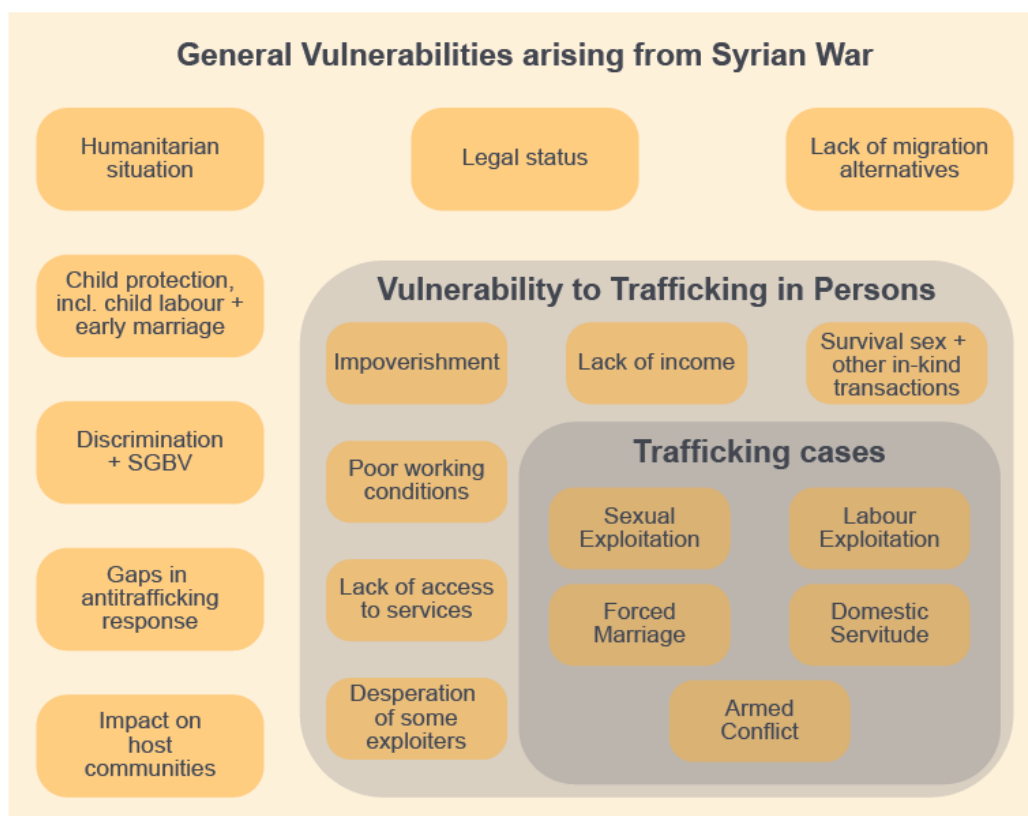 General Vulnerabilities arising from Syrian War
Humanitarian
situation
Legal status
Lack of migration
alternatives
Child protection,
incl. child labour +
early marriage
Discrimination
+ SGBV
Gaps in
antitrafficking
response
Impact on
host
communities
Vulnerability to Trafficking in Persons
Impoverishment
Lack of income
Survival sex +
other in-kind
transactions
Poor working
conditions
Lack of access
to services
Desperation
of some
exploiters
Trafficking cases
Sexual
Exploitation
Labour
Exploitation
Forced
Marriage
Domestic
Servitude
Armed
Conflict